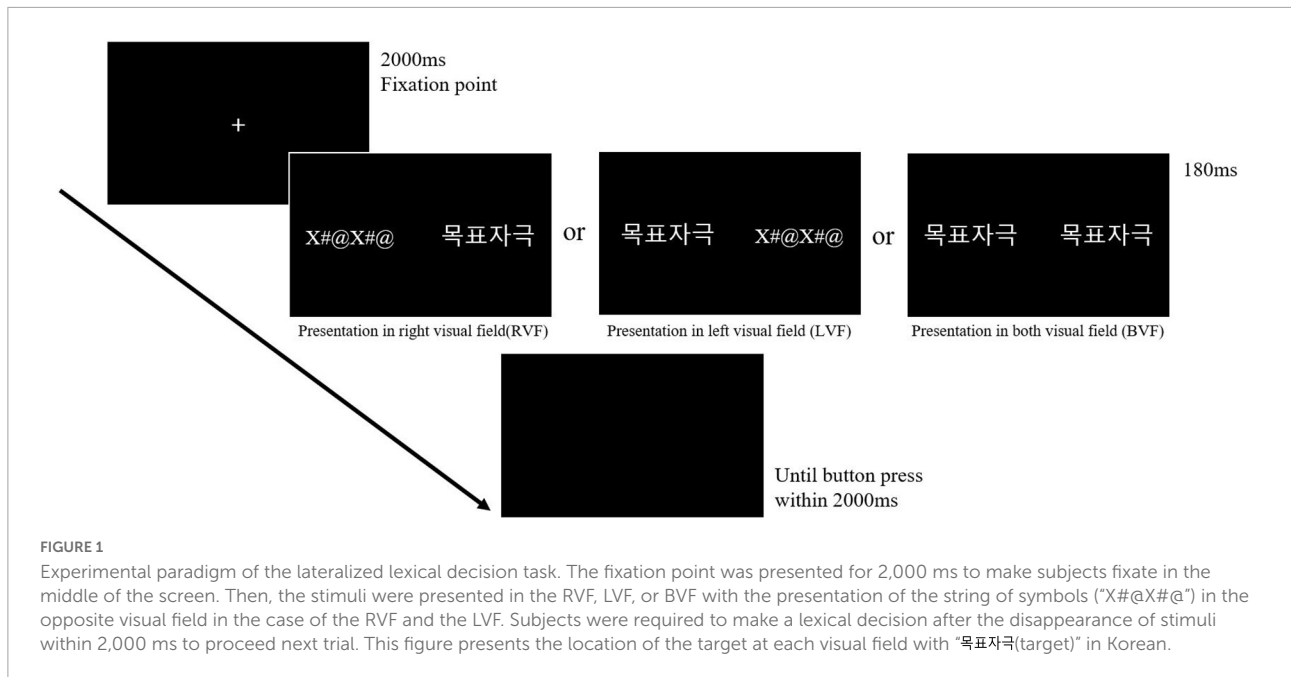 2000ms
Fixation point
+
X#@X#@ 목표자극 or 목표자극 X#@X#@ or 목표자극 목표자극
180ms
Presentation in right visual field(RVF)
Presentation in left visual field (LVF)
Presentation in both visual field (BVF)
Until button press
within 2000ms
FIGURE 1
Experimental paradigm of the lateralized lexical decision task. The fixation point was presented for 2,000 ms to make subjects fixate in the
middle of the screen. Then, the stimuli were presented in the RVF, LVF, or BVF with the presentation of the string of symbols ("X#@X#@") in the
opposite visual field in the case of the RVF and the LVF. Subjects were required to make a lexical decision after the disappearance of stimuli
within 2,000 ms to proceed next trial. This figure presents the location of the target at each visual field with "목표자극(target)" in Korean.